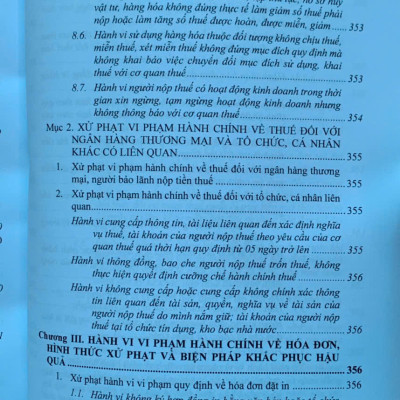 vật tư, hàng hóa không đúng thực tế làm giảm số thuế phải
nộp hoặc làm tăng số thuế được hoàn, được miễn, giảm ..... 353
8.6. Hành vi sử dụng hàng hóa thuộc đối tượng không chịu thuế,
miễn thuế, xét miễn thuế không đúng mục đích quy định mà
không khai báo việc chuyển đổi mục đích sử dụng, khai
thuế với cơ quan thuế ..... 353
8.7. Hành vi người nộp thuế có hoạt động kinh doanh trong thời
gian xin ngừng, tạm ngừng hoạt động kinh doanh nhưng
không thông báo với cơ quan thuế ..... 354
Mục 2. XỬ PHẠT VI PHẠM HÀNH CHÍNH VỀ THUẾ ĐỐI VỚI
NGÂN HÀNG THƯƠNG MẠI VÀ TỔ CHỨC, CÁ NHÂN
KHÁC CÓ LIÊN QUAN ..... 355
1. Xử phạt vi phạm hành chính về thuế đối với ngân hàng thương
mại, người bảo lãnh nộp tiền thuế ..... 355
2. Xử phạt vi phạm hành chính về thuế đối với tổ chức, cá nhân liên
quan ..... 355
Hành vi cung cấp thông tin, tài liệu liên quan đến xác định nghĩa
vụ thuế, tài khoản của người nộp thuế theo yêu cầu của cơ
quan thuế quá thời hạn quy định từ 05 ngày trở lên ..... 355
Hành vi thông đồng, bao che người nộp thuế trốn thuế, không
thực hiện quyết định cưỡng chế hành chính thuế ..... 355
Hành vi không cung cấp hoặc cung cấp không chính xác thông
tin liên quan đến tài sản, quyền, nghĩa vụ về tài sản của
người nộp thuế do mình nắm giữ; tài khoản của người nộp
thuế tại tổ chức tín dụng, kho bạc nhà nước ..... 356
Chương III. HÀNH VI VI PHẠM HÀNH CHÍNH VỀ HÓA ĐƠN,
HÌNH THỨC XỬ PHẠT VÀ BIỆN PHÁP KHẮC PHỤC HẬU
QUẢ ..... 356
1. Xử phạt hành vi vi phạm quy định về hóa đơn đặt in ..... 356